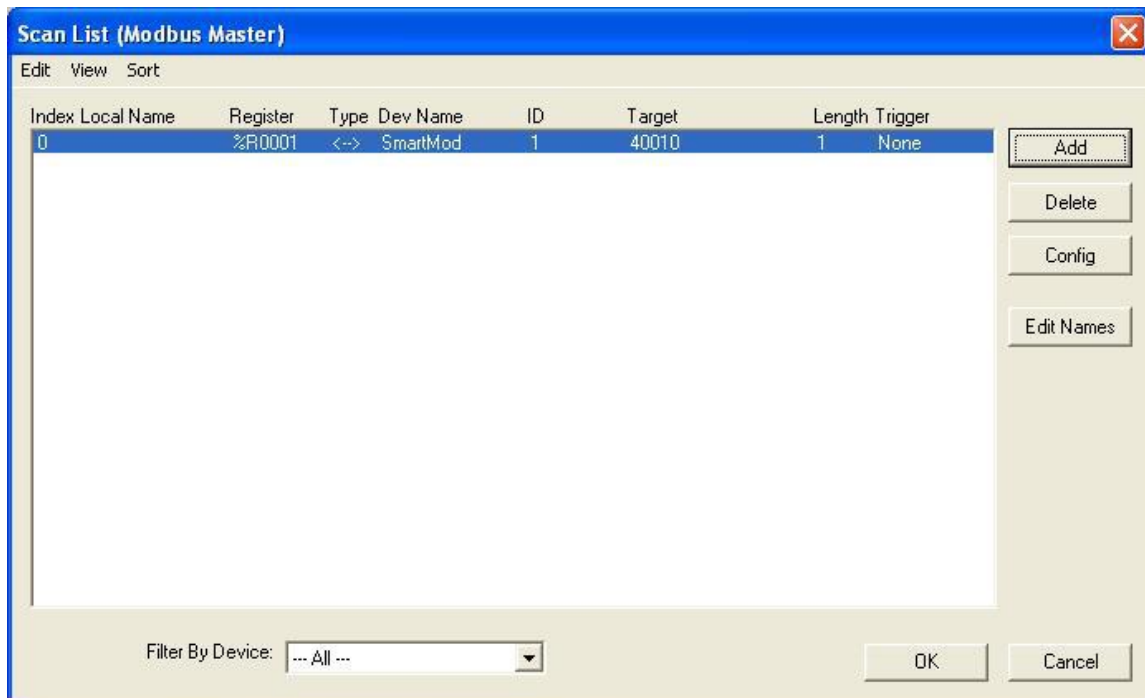 Scan List (Modbus Master)
Edit View Sort
Index Local Name Register Type Dev Name ID Target Length Trigger
0 %R0001 <--> SmartMod 1 40010 1 None
Add
Delete
Config
Edit Names
Filter By Device: --- All ---
OK Cancel